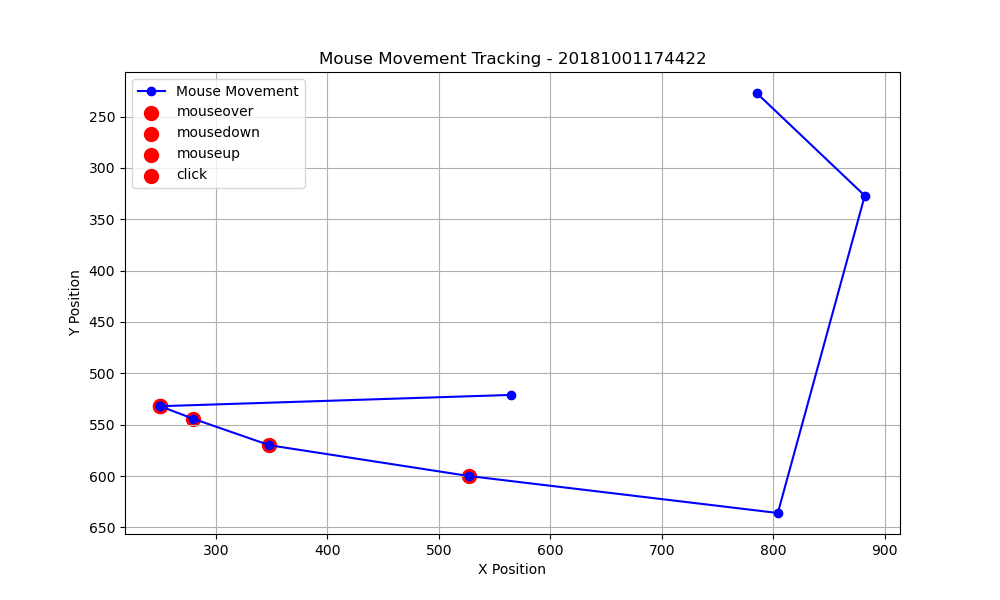 Mouse Movement Tracking - 20181001174422
Mouse Movement
mouseover
mousedown
mouseup
click
250
300
350
400
450
500
550
600
650
Y Position
300 400 500 600 700 800 900
X Position